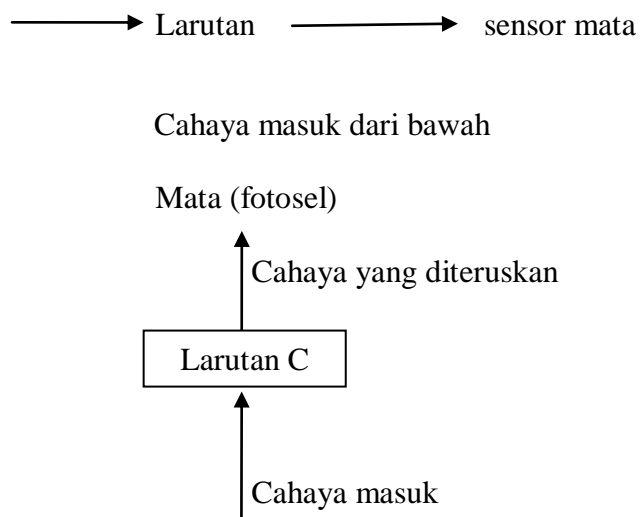 Larutan sensor mata
Cahaya masuk dari bawah
Mata (fotosel)
Cahaya yang diteruskan
Larutan C
Cahaya masuk